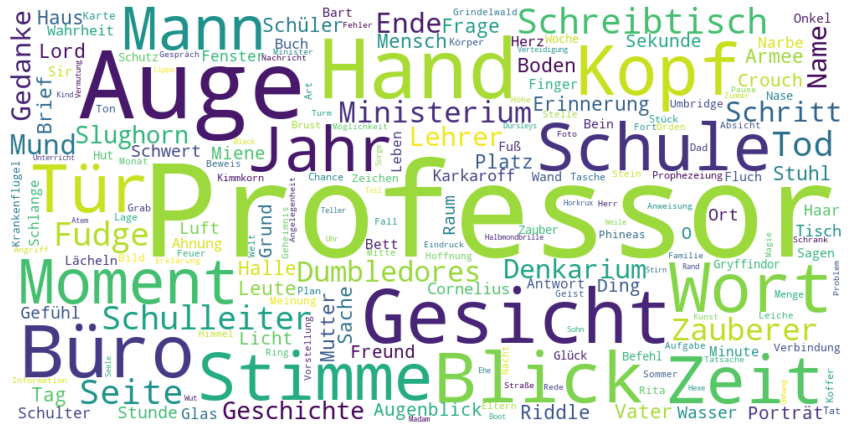 Haus Karte Bart Grindelwald Onkel
Wahrheit Mann Schüler Ende Frage Schreibtisch Narbe
Gedanke Lord Schutz Gespräch Fehler Minister Körper Verteidigung Woche
Buch Mensch Herz Sekunde Armee Name
Brief Sir Fenster Nachricht Boden Finger Crouch
Auge Hand Kopf
Vermutung Lippe Kind Ton Art Höhe Stelle Pause Zimmer Nase
Turm Ministerium Erinnerung Umbridge Schritt
Mund Slughorn Brust Möglichkeit Dursleys Stück Bein Fort Orden Absicht
Hut Schwert Miene Black Jahr Lehrer Schule Tod
Unterricht Monat Beweis Sorge Leben Fuß Foto Dad Prophezeiung
Krankenflügel Schlange Kimmkorn Chance Platz Karkaroff Wand Tasche Stein Fluch Stuhl
Tür Professor
Atem Grab Angelegenheit Zeichen Teil Horkrux Herr Anweisung
Fudge Lage Luft Geheimnis Grund Teller Fall Raum Zauber Weile Ort Haar
Angriff Ahnung Welt Uhr Bett Halbmondbrille Phineas O Tisch
Lächeln Feuer Mitte Eindruck Hoffnung Familie Magie Schrank Sagen
Moment Bild Erklärung Halle Dumbledores Denkarium Stirn Rand Gryffindor
Leute Plan Cornelius Antwort Ding Wort Menge Problem
Gefühl Schulleiter Meinung Mutter Sache Gesicht Geist Kunst Leiche
Himmel Licht Ring Vorstellung Sohn Zauberer
Büro Seele Freund Glück Befehl Aufgabe Minute Verbindung
Information Stimme Blick Ehe Nacht Sommer Tatsache Zeit
Tag Seite Wut Straße Rede Rita Hexe Koffer
Schulter Stunde Glas Geschichte Augenblick Madam Eltern Boot Riddle Vater Wasser Porträt Tat